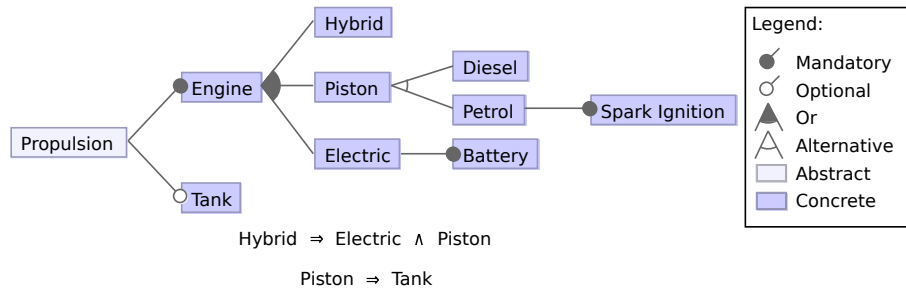 Hybrid
Engine
Piston
Diesel
Petrol
Spark Ignition
Propulsion
Electric
Battery
Tank
Hybrid ⇒ Electric ∧ Piston
Piston ⇒ Tank
Legend:
Mandatory
Optional
Or
Alternative
Abstract
Concrete